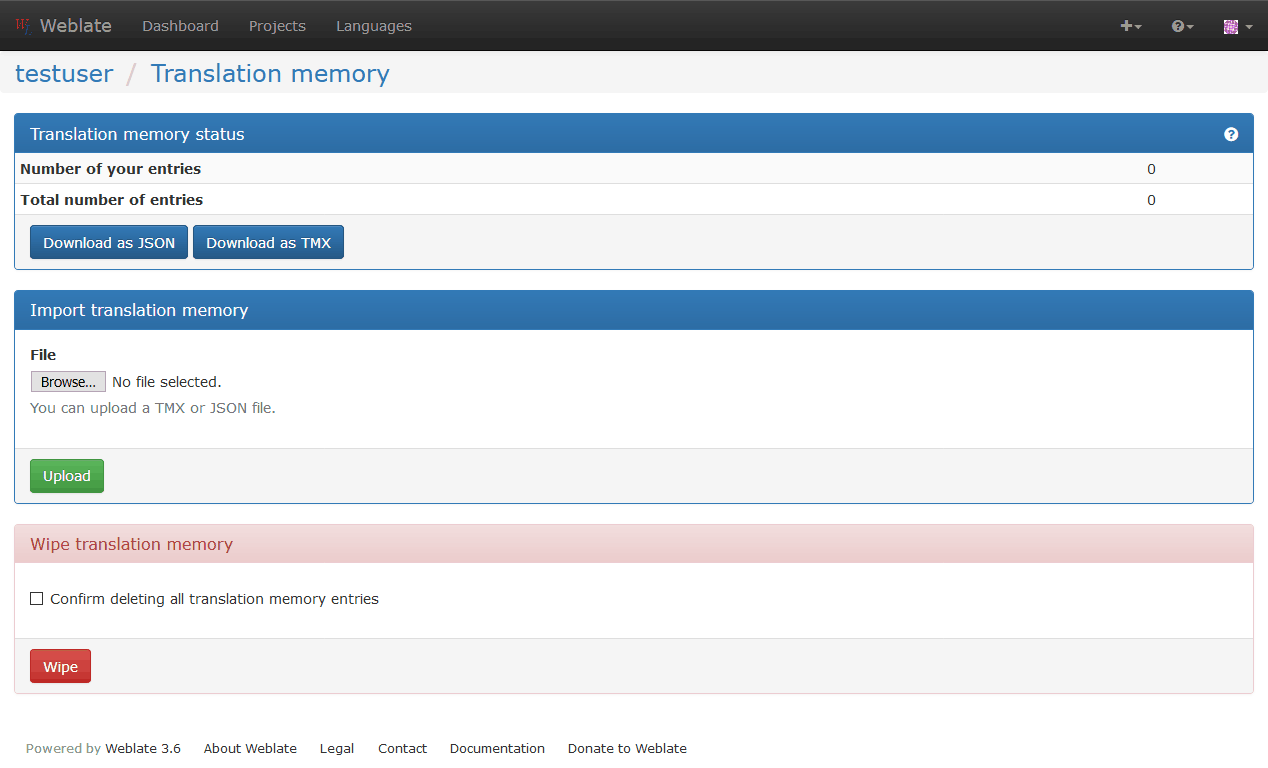 Weblate Dashboard Projects Languages
testuser / Translation memory
Translation memory status
Number of your entries 0
Total number of entries 0
Download as JSON Download as TMX
Import translation memory
File
Browse... No file selected.
You can upload a TMX or JSON file.
Upload
Wipe translation memory
Confirm deleting all translation memory entries
Wipe
Powered by Weblate 3.6 About Weblate Legal Contact Documentation Donate to Weblate